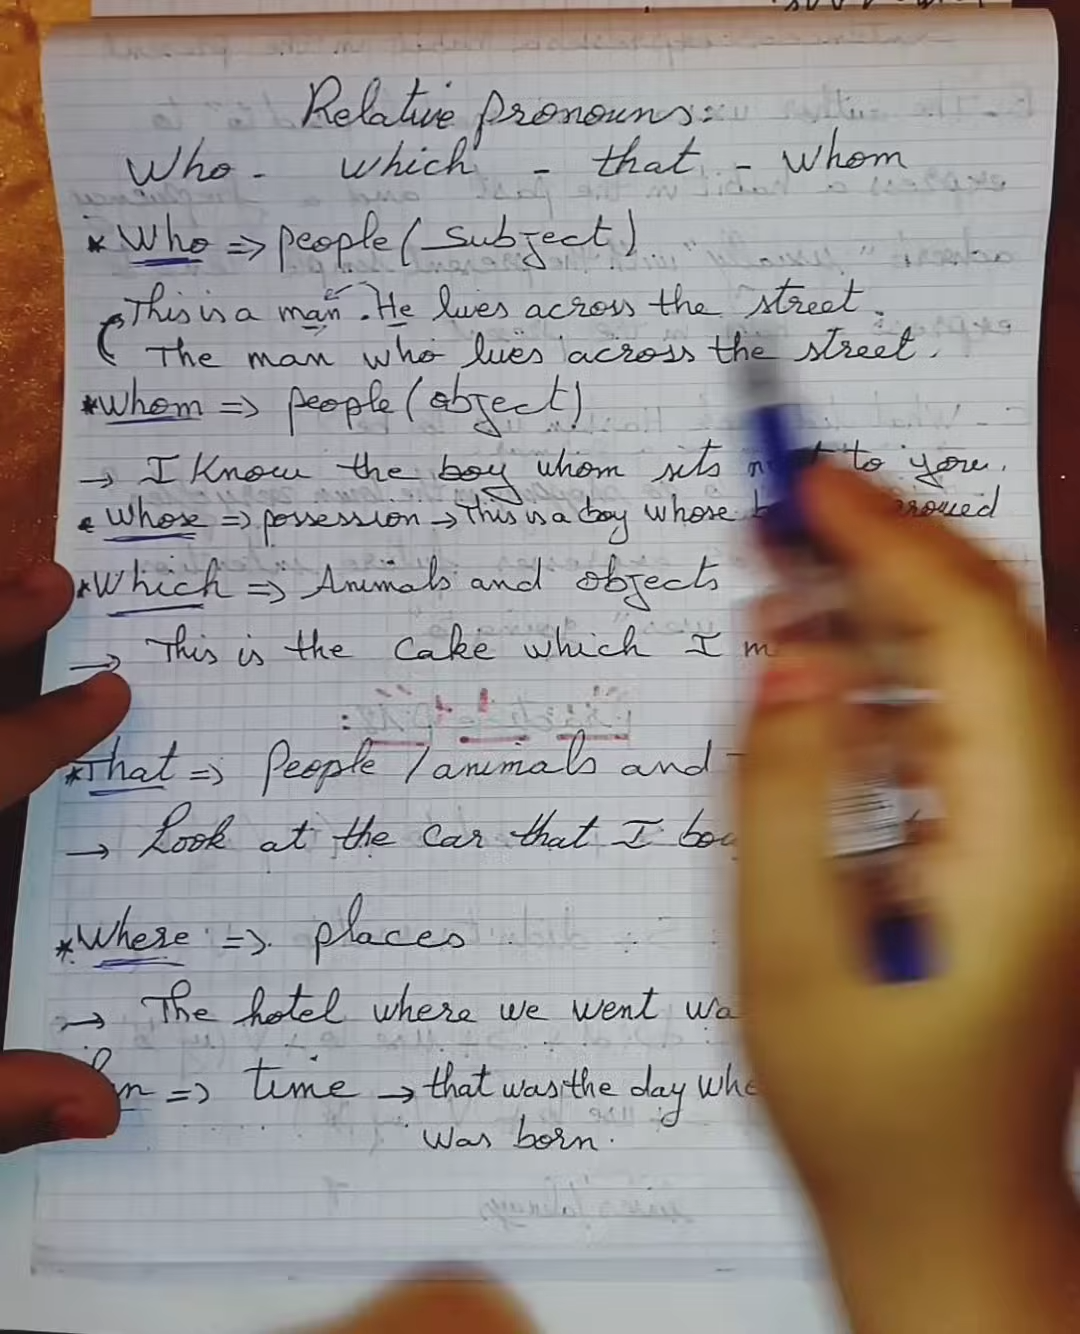 Relative pronouns:
Who - which - that - whom
* Who => people (subject)
This is a man. He lives across the street.
The man who lives across the street.
* whom => people (object)
→ I know the boy whom sits next to you.
* whose => possession → This is a boy whose
* Which => Animals and objects
→ This is the cake which I
* That => People / animals and
→ Look at the car that I
* Where => places
→ The hotel where we went
=> time → that was the day
was born.